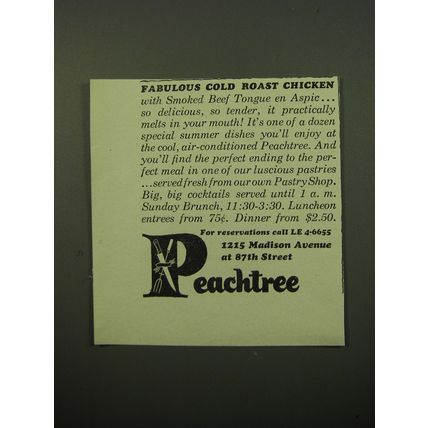 FABULOUS COLD ROAST CHICKEN
with Smoked Beef Tongue en Aspic...
so delicious, so tender, it practically
melts in your mouth! It's one of a dozen
special summer dishes you'll enjoy at
the cool, air-conditioned Peachtree. And
you'll find the perfect ending to the per-
fect meal in one of our luscious pastries
...served fresh from our own Pastry Shop.
Big, big cocktails served until 1 a. m.
Sunday Brunch, 11:30-3:30. Luncheon
entrees from 75¢. Dinner from $2.50.
For reservations call LE 4-6655
1215 Madison Avenue
at 87th Street
Peachtree